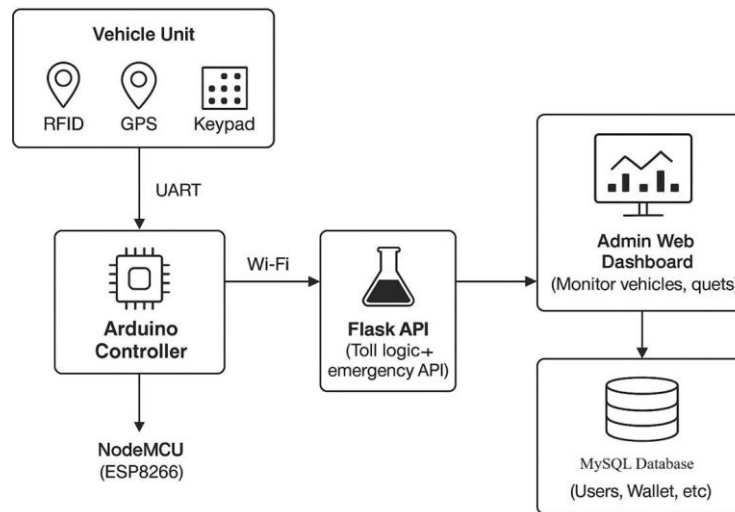 Vehicle Unit
RFID
GPS
Keypad
UART
Arduino
Controller
Wi-Fi
Flask API
(Toll logic+
emergency API)
Admin Web
Dashboard
(Monitor vehicles, quets)
NodeMCU
(ESP8266)
MySQL Database
(Users, Wallet, etc)